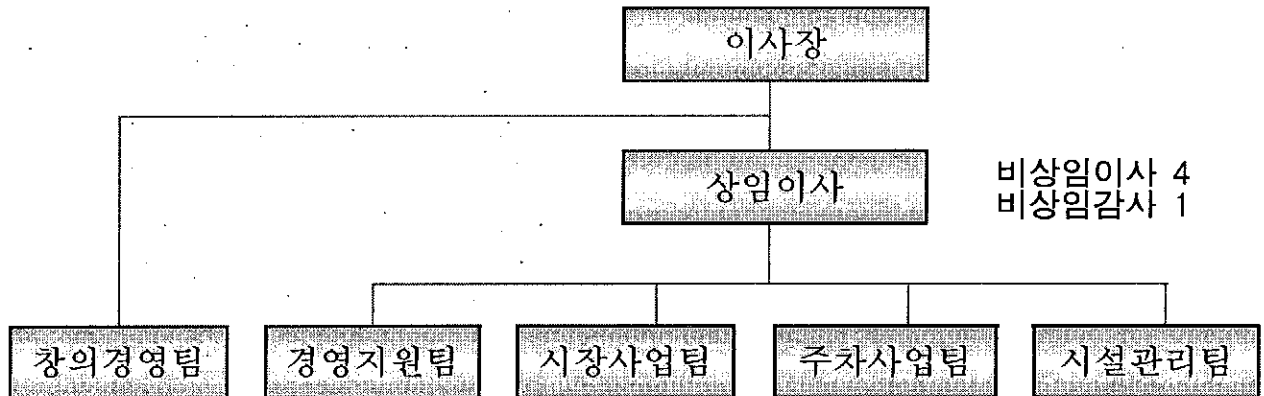 이사장
상임이사
비상임이사 4
비상임감사 1
창의경영팀
경영지원팀
시장사업팀
주차사업팀
시설관리팀